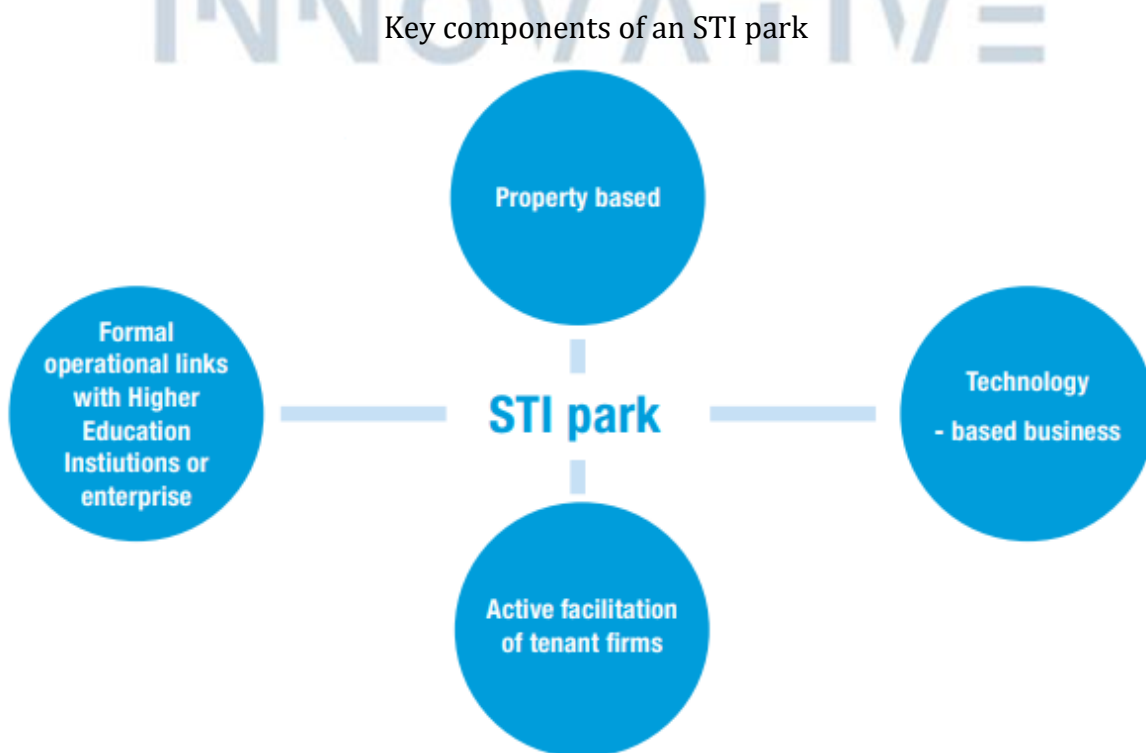 INNOVATIVE
Key components of an STI park
Property based
Formal
operational links
with Higher
Education
Instiutions or
enterprise
STI park
Technology
- based business
Active facilitation
of tenant firms